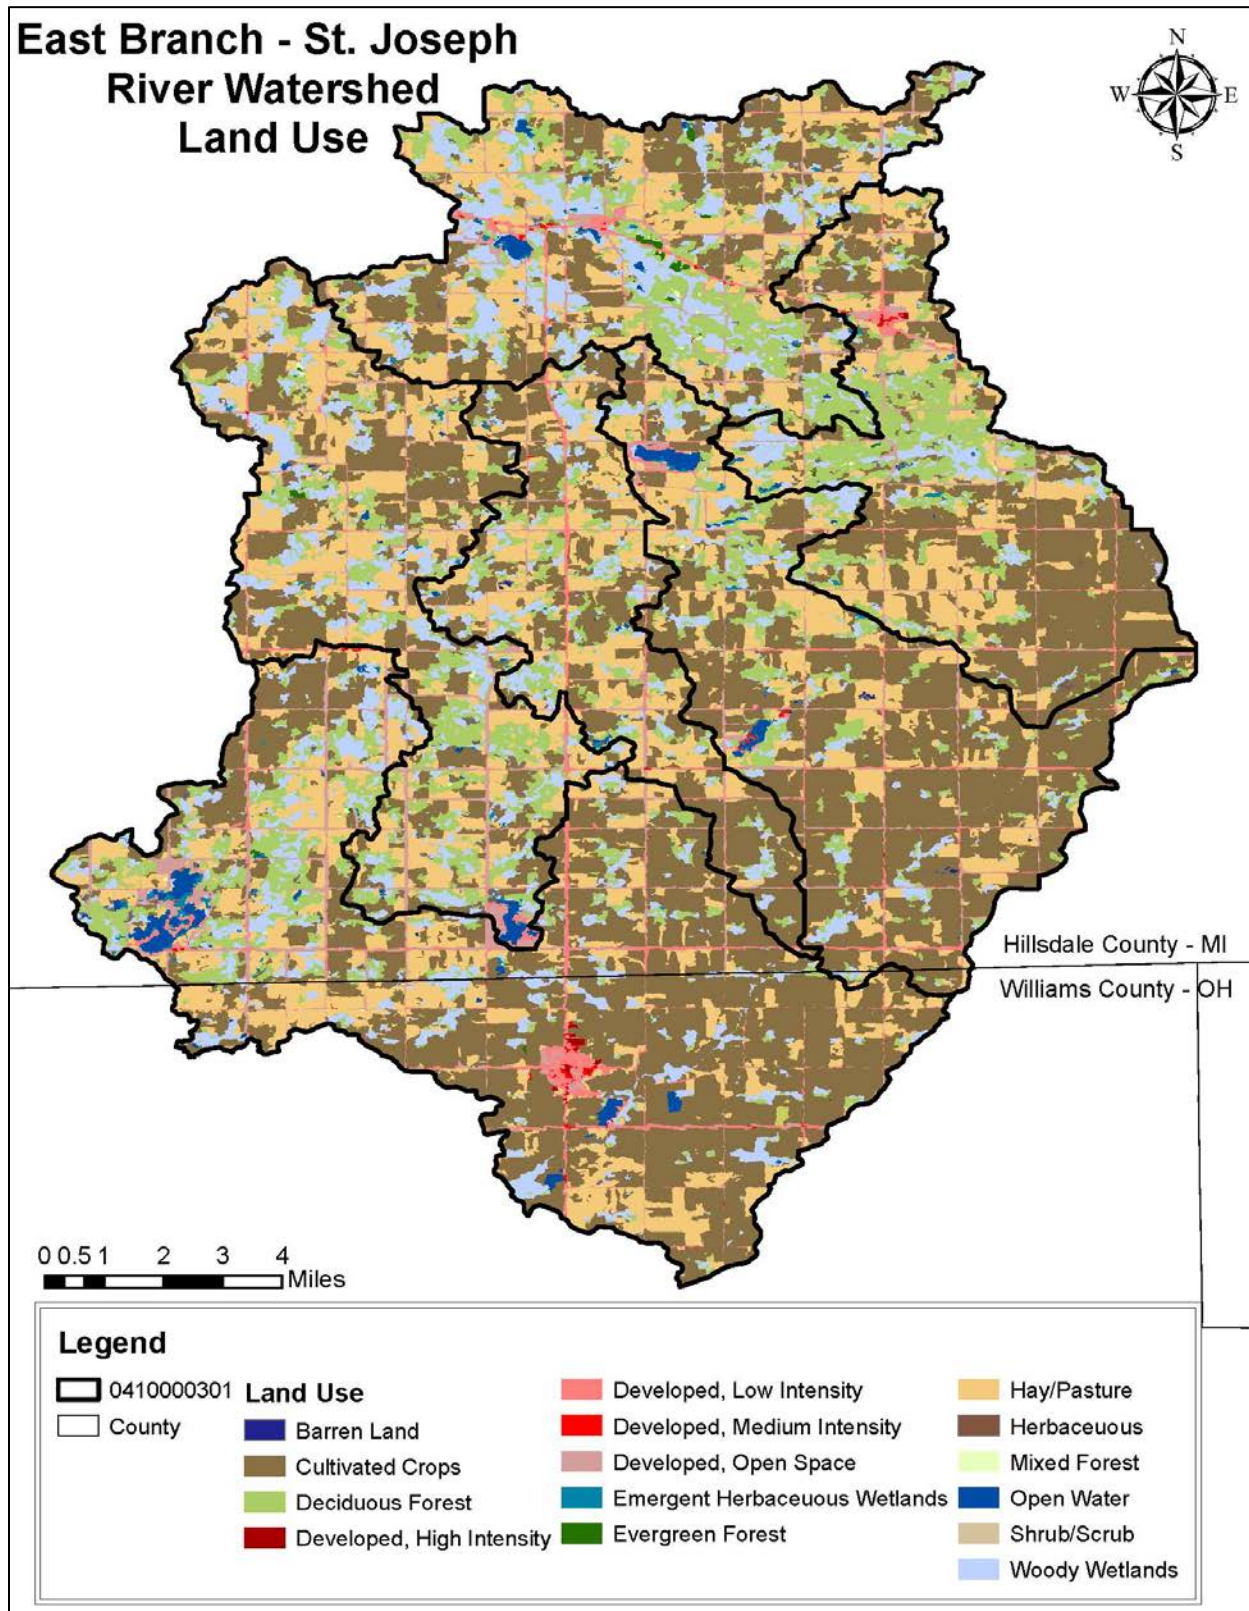 East Branch - St. Joseph
River Watershed
Land Use
N
W E
S
Hillsdale County - MI
Williams County - OH
0 0.5 1 2 3 4
Miles
Legend
0410000301
County
Land Use
Barren Land
Cultivated Crops
Deciduous Forest
Developed, High Intensity
Developed, Low Intensity
Developed, Medium Intensity
Developed, Open Space
Emergent Herbaceuous Wetlands
Evergreen Forest
Hay/Pasture
Herbaceuous
Mixed Forest
Open Water
Shrub/Scrub
Woody Wetlands